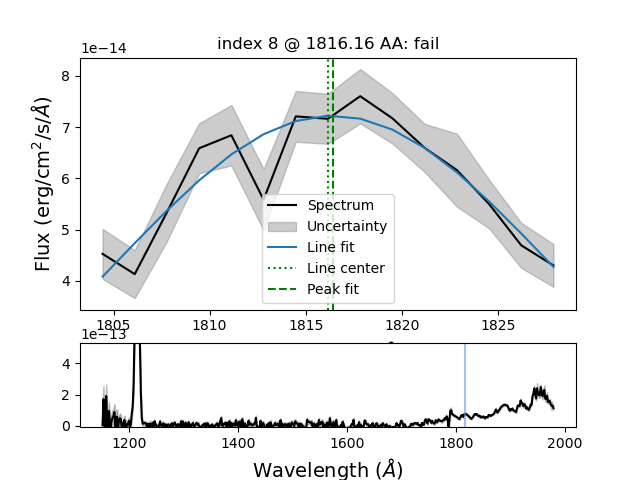 index 8 @ 1816.16 AA: fail
1e−14
8
7
6
5
4
Flux (erg/cm²/s/Å)
Spectrum
Uncertainty
Line fit
Line center
Peak fit
1805 1810 1815 1820 1825
1e−13
4
2
0
1200 1400 1600 1800 2000
Wavelength (Å)